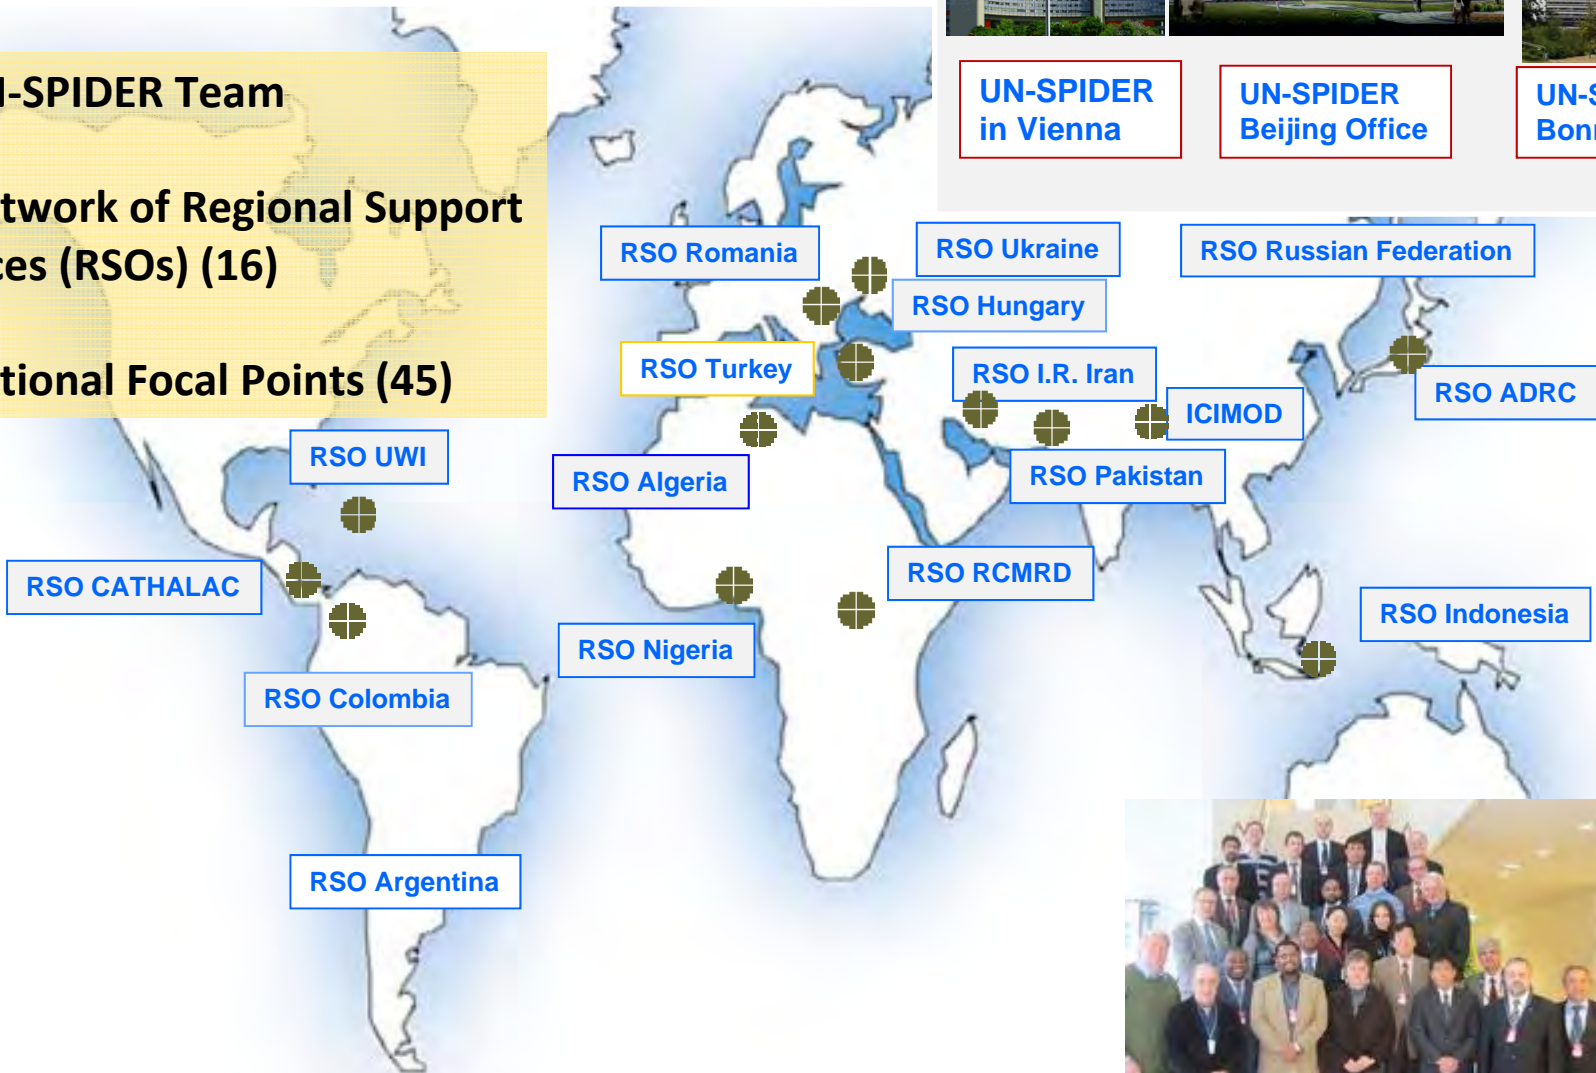 N-SPIDER Team
twork of Regional Support
ces (RSOs) (16)
tional Focal Points (45)
UN-SPIDER
in Vienna
UN-SPIDER
Beijing Office
UN-S
Bonn
RSO Romania
RSO Ukraine
RSO Russian Federation
RSO Hungary
RSO Turkey
RSO I.R. Iran
RSO ADRC
ICIMOD
RSO UWI
RSO Algeria
RSO Pakistan
RSO CATHALAC
RSO RCMRD
RSO Indonesia
RSO Nigeria
RSO Colombia
RSO Argentina